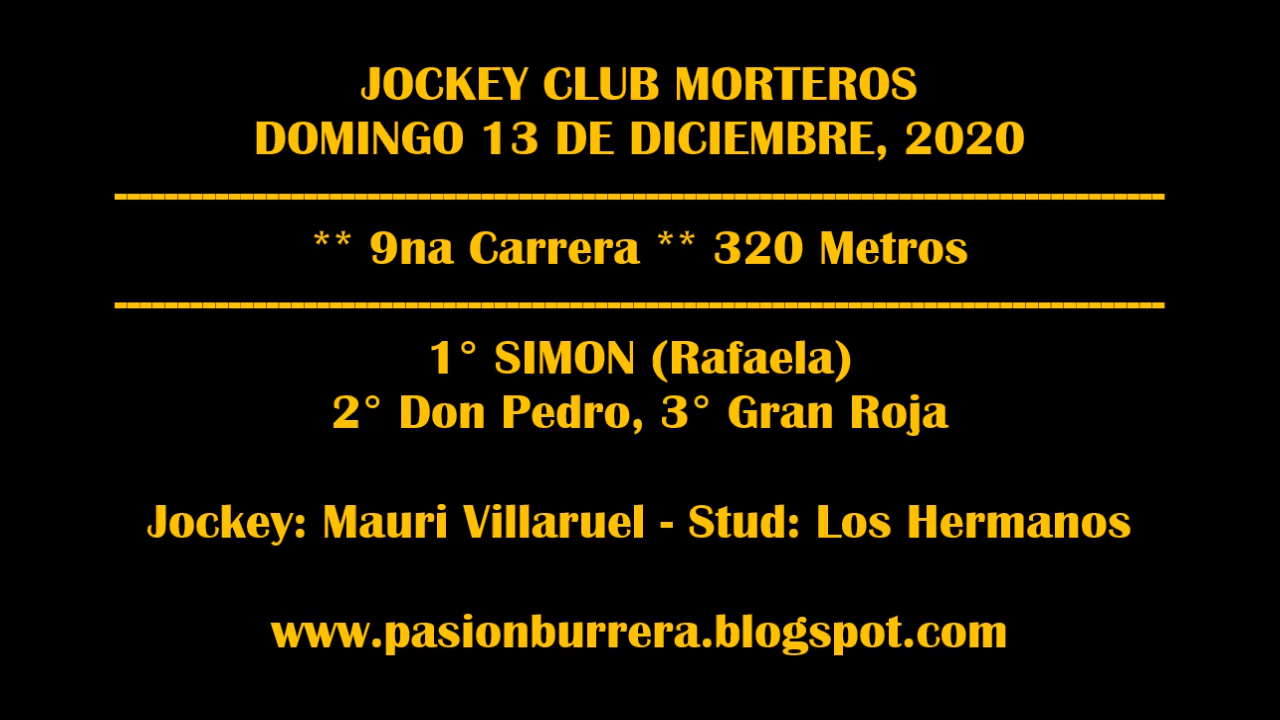 JOCKEY CLUB MORTEROS
DOMINGO 13 DE DICIEMBRE, 2020
--------------------------------------------------------------------------------
** 9na Carrera ** 320 Metros
--------------------------------------------------------------------------------
1° SIMON (Rafaela)
2° Don Pedro, 3° Gran Roja
Jockey: Mauri Villaruel - Stud: Los Hermanos
www.pasionburrera.blogspot.com